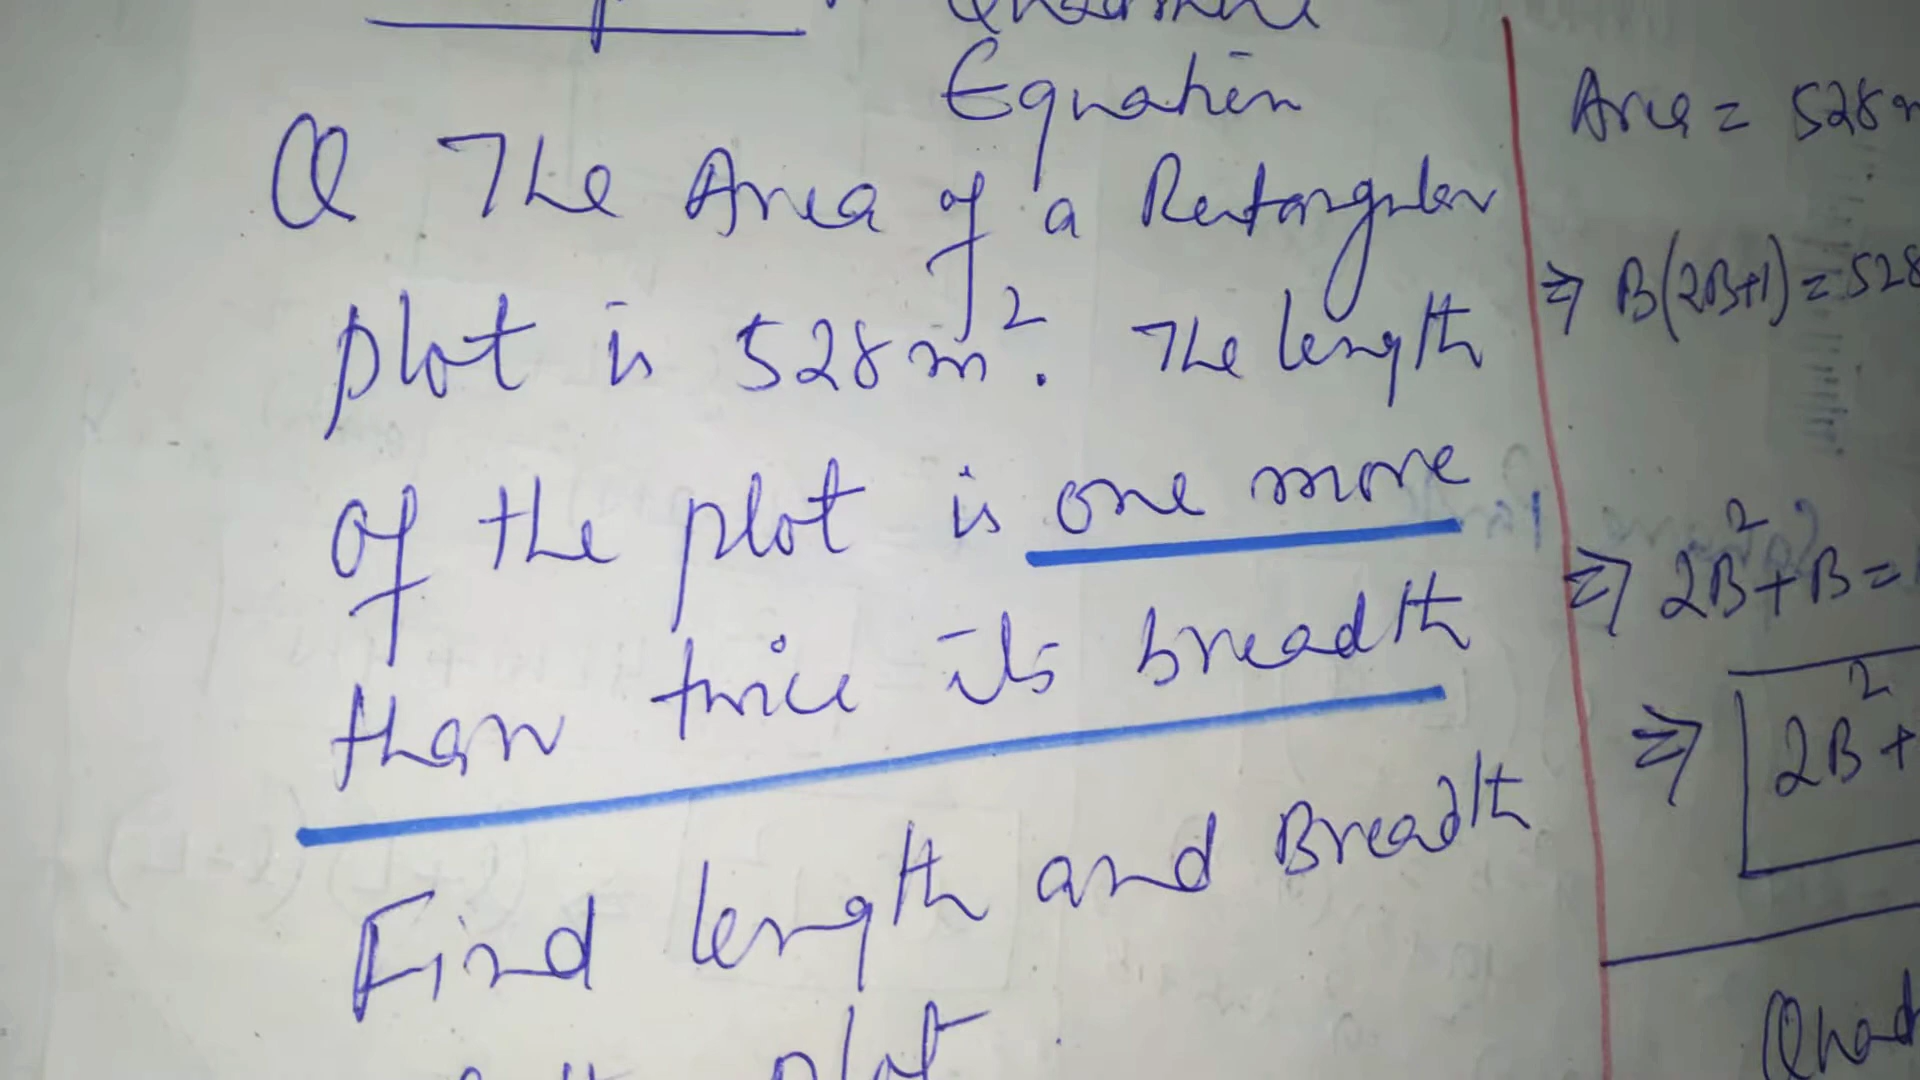 Equation
Q The Area of a Rectangular
plot is 528 m². The length
of the plot is one more
than twice its breadth
Find length and Breadth
plot
Area = 528
⇒ B(2B+1) = 528
⇒ 2B²+B=
⇒ 2B²+